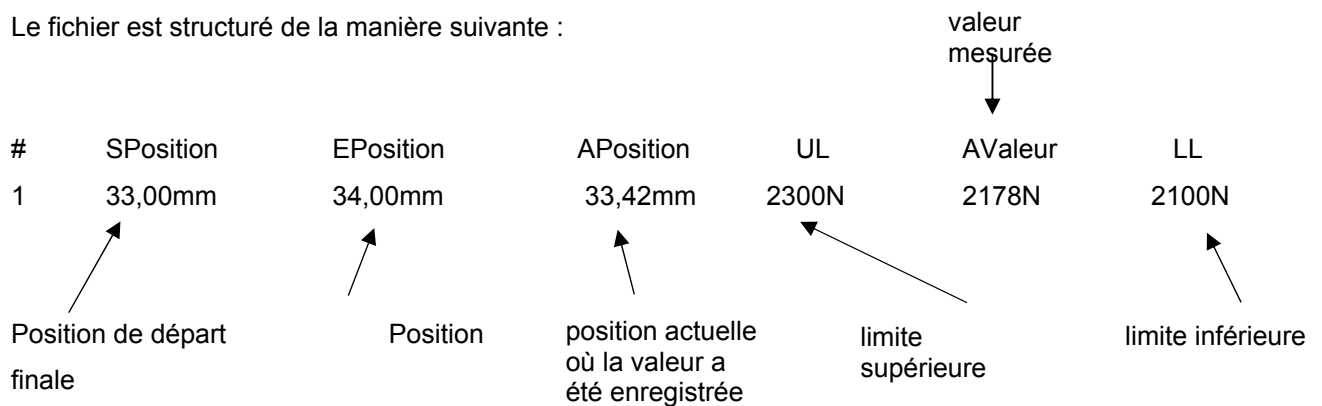 Le fichier est structuré de la manière suivante :
valeur
mesurée
# SPosition EPosition APosition UL AValeur LL
1 33,00mm 34,00mm 33,42mm 2300N 2178N 2100N
Position de départ Position
finale
position actuelle
où la valeur a
été enregistrée
limite
supérieure
limite inférieure